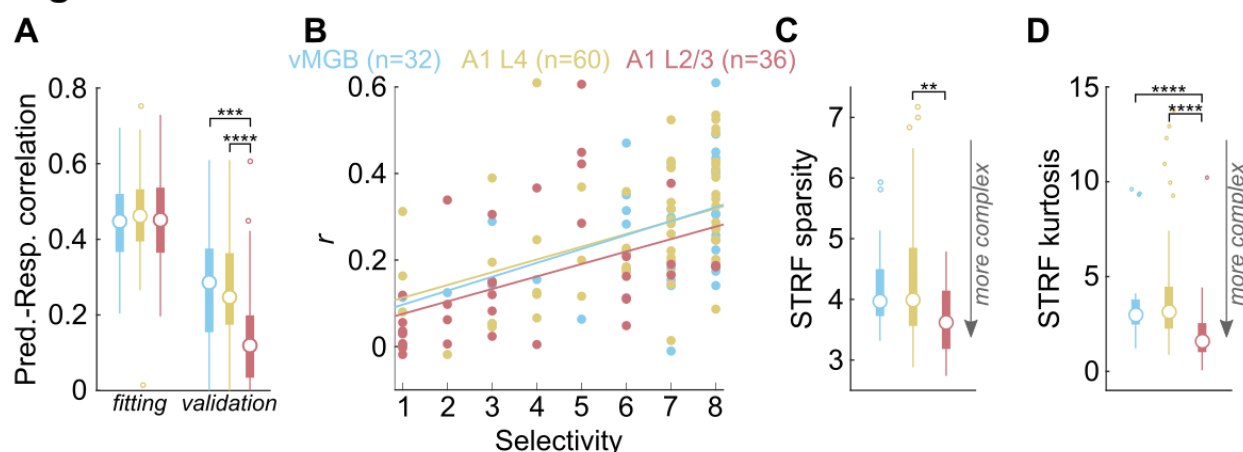 A
B
C
D
vMGB (n=32) A1 L4 (n=60) A1 L2/3 (n=36)
Pred.-Resp. correlation
0.8
0.6
0.4
0.2
0
***
****
fitting validation
r
0.6
0.4
0.2
0
1 2 3 4 5 6 7 8
Selectivity
STRF sparsity
7
6
5
4
3
**
more complex
STRF kurtosis
15
10
5
0
****
****
more complex